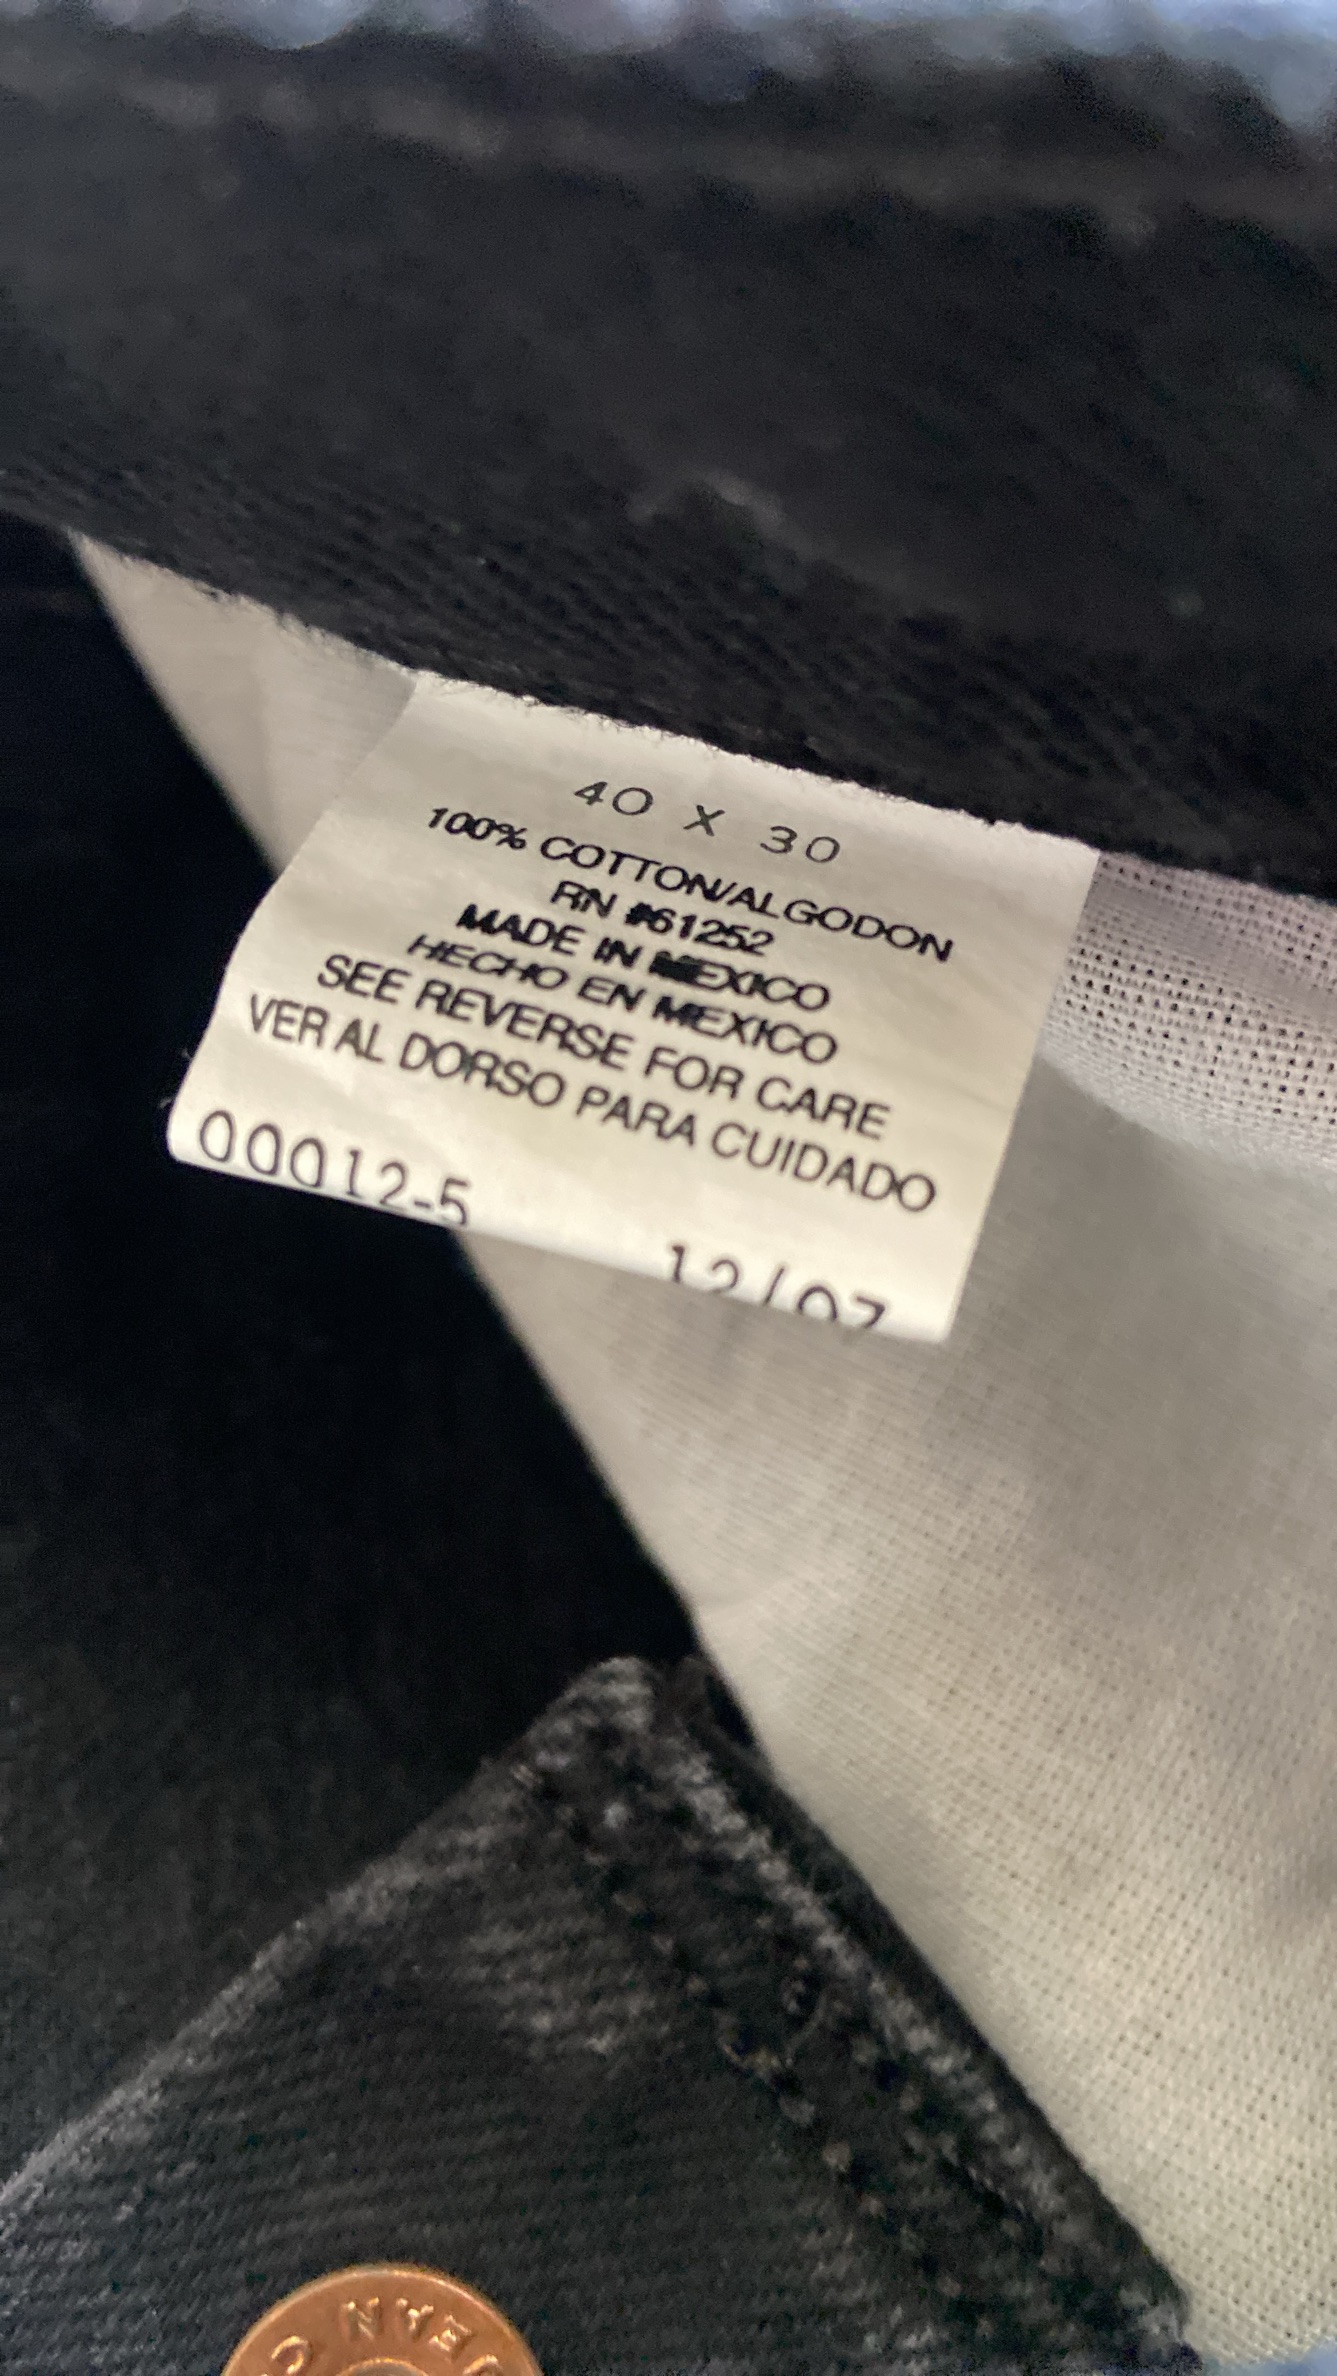 40 X 30
100% COTTON/ALGODON
RN #61252
MADE IN MEXICO
HECHO EN MEXICO
SEE REVERSE FOR CARE
VER AL DORSO PARA CUIDADO
00012-5
12/07